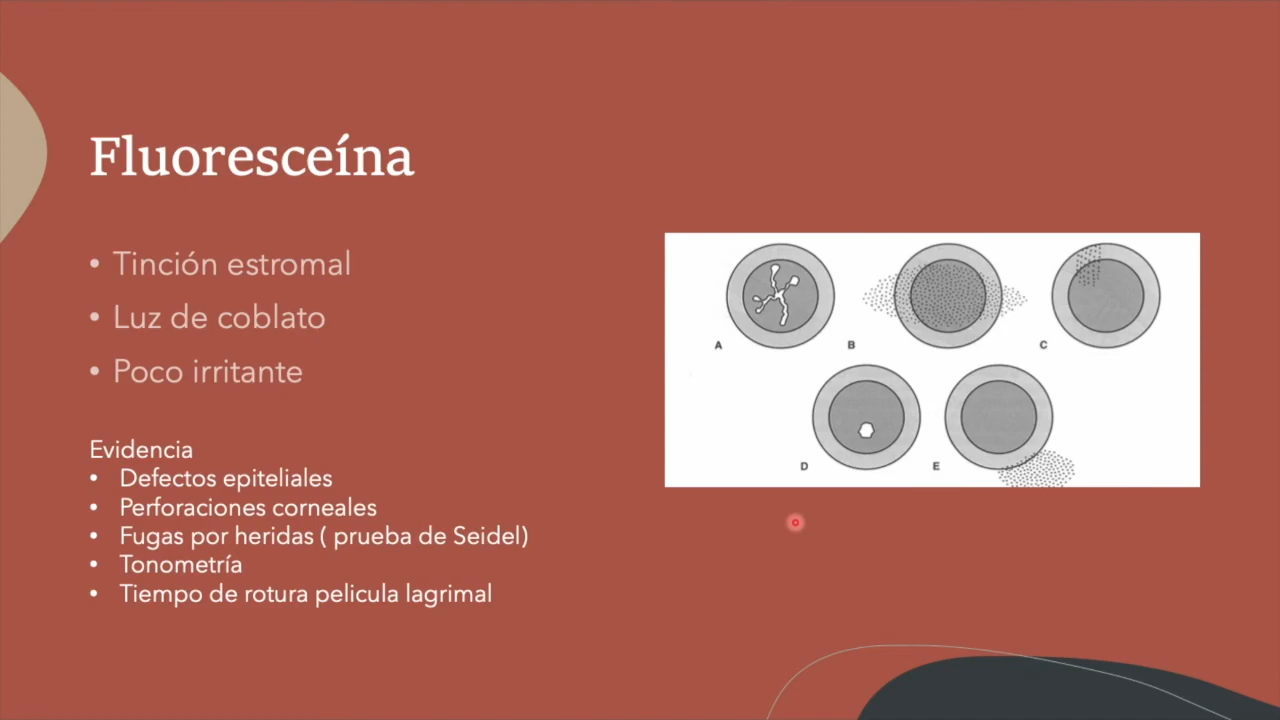 Fluoresceína
• Tinción estromal
• Luz de coblato
• Poco irritante
Evidencia
• Defectos epiteliales
• Perforaciones corneales
• Fugas por heridas ( prueba de Seidel)
• Tonometría
• Tiempo de rotura pelicula lagrimal
A B C
D E